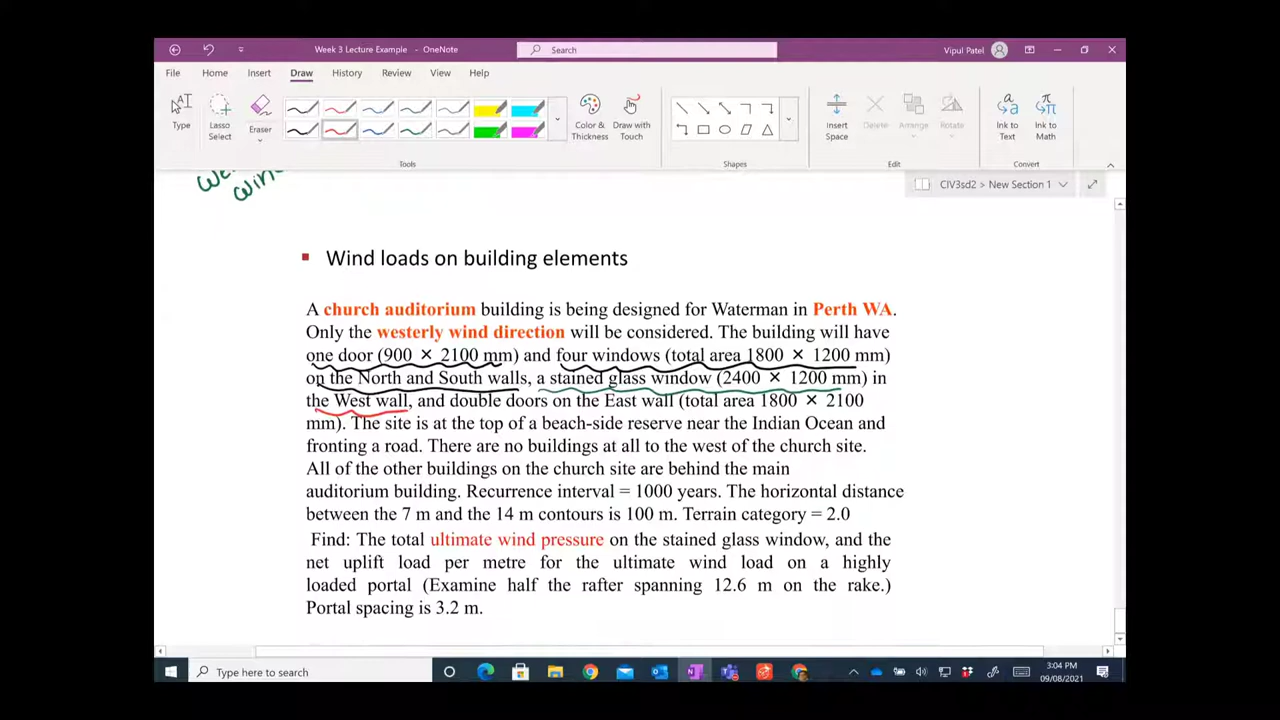 Week 3 Lecture Example - OneNote
Search
Vipul Patel
File Home Insert Draw History Review View Help
Type
Lasso Select
Eraser
Color & Thickness
Draw with Touch
Insert Space
Delete
Arrange
Rotate
Ink to Text
Ink to Math
Tools
Shapes
Edit
Convert
CIV3sd2 > New Section 1
Wind loads on building elements
A church auditorium building is being designed for Waterman in Perth WA.
Only the westerly wind direction will be considered. The building will have
one door (900 × 2100 mm) and four windows (total area 1800 × 1200 mm)
on the North and South walls, a stained glass window (2400 × 1200 mm) in
the West wall, and double doors on the East wall (total area 1800 × 2100
mm). The site is at the top of a beach-side reserve near the Indian Ocean and
fronting a road. There are no buildings at all to the west of the church site.
All of the other buildings on the church site are behind the main
auditorium building. Recurrence interval = 1000 years. The horizontal distance
between the 7 m and the 14 m contours is 100 m. Terrain category = 2.0
Find: The total ultimate wind pressure on the stained glass window, and the
net uplift load per metre for the ultimate wind load on a highly
loaded portal (Examine half the rafter spanning 12.6 m on the rake.)
Portal spacing is 3.2 m.
Type here to search
3:04 PM
09/08/2021